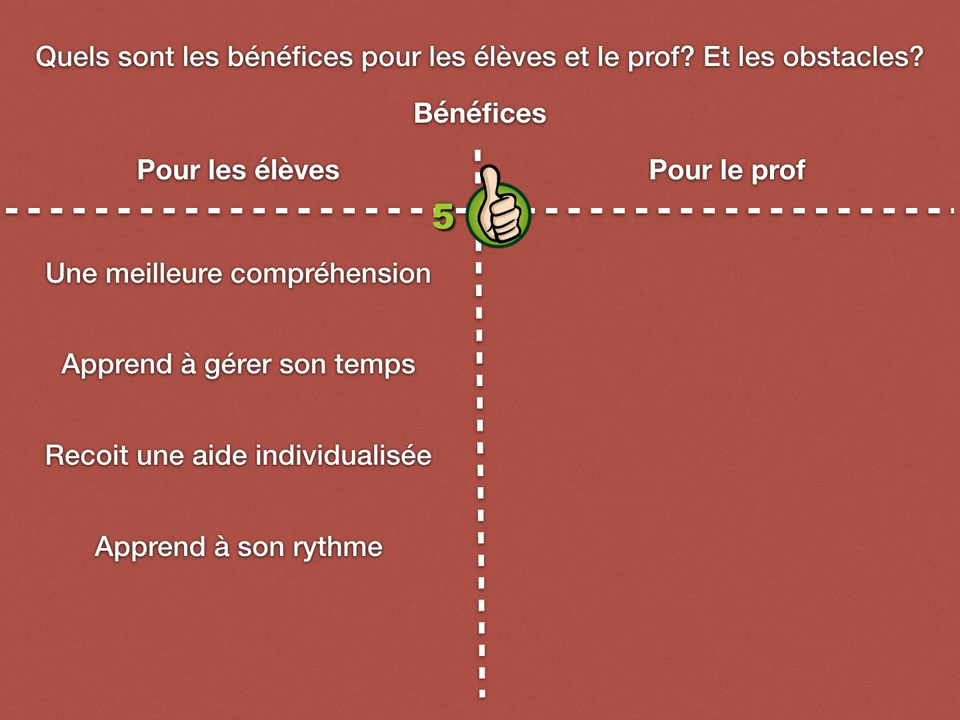 Quels sont les bénéfices pour les élèves et le prof? Et les obstacles?
Bénéfices
Pour les élèves
Pour le prof
5
Une meilleure compréhension
Apprend à gérer son temps
Recoit une aide individualisée
Apprend à son rythme